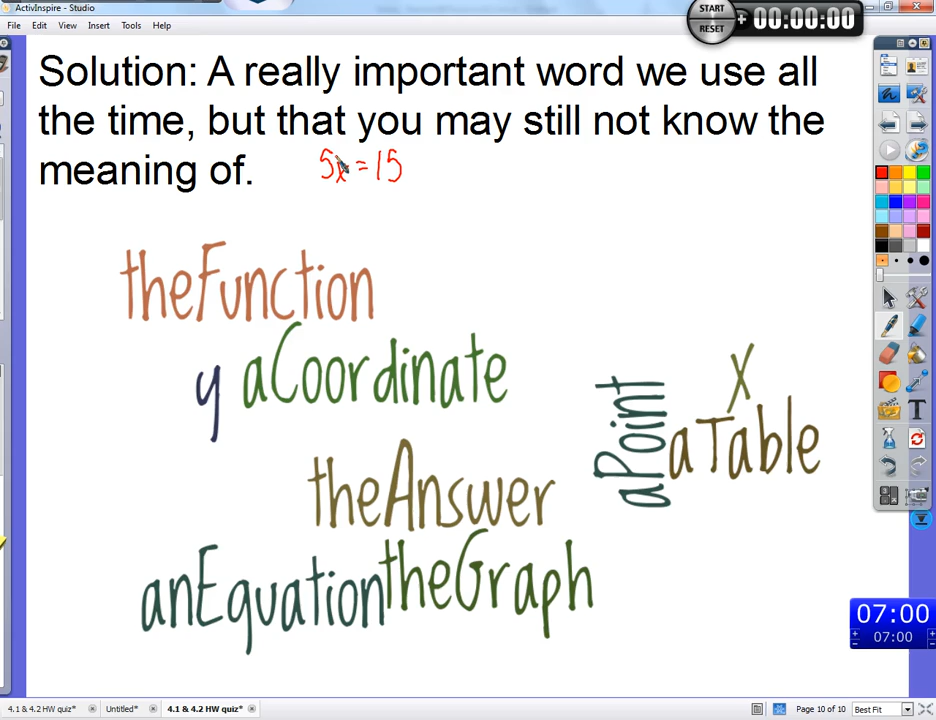 ActivInspire - Studio
START
RESET
+ 00:00:00
File Edit View Insert Tools Help
Solution: A really important word we use all
the time, but that you may still not know the
meaning of.
5x=15
theFunction
y aCoordinate
x
aPoint
aTable
theAnswer
anEquation
theGraph
07:00
07:00
4.1 & 4.2 HW quiz*
Untitled*
4.1 & 4.2 HW quiz*
Page 10 of 10
Best Fit